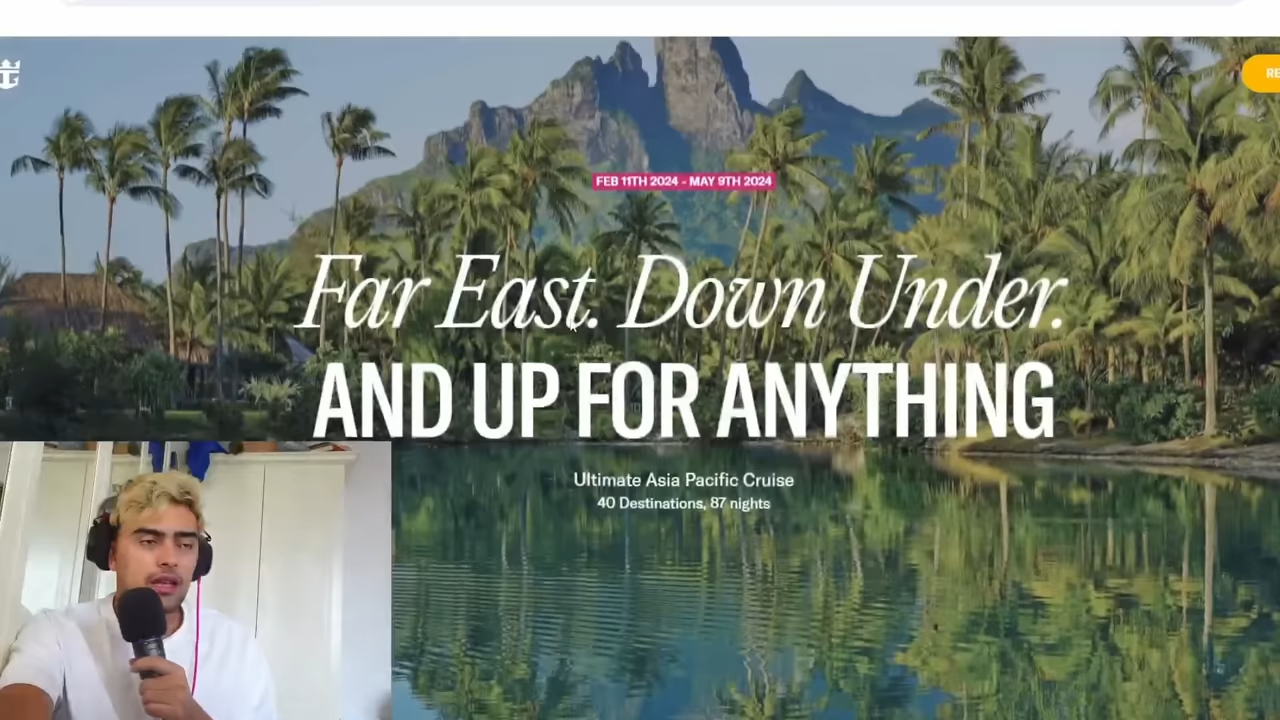 RE
FEB 11TH 2024 - MAY 9TH 2024
Far East. Down Under.
AND UP FOR ANYTHING
Ultimate Asia Pacific Cruise
40 Destinations, 87 nights